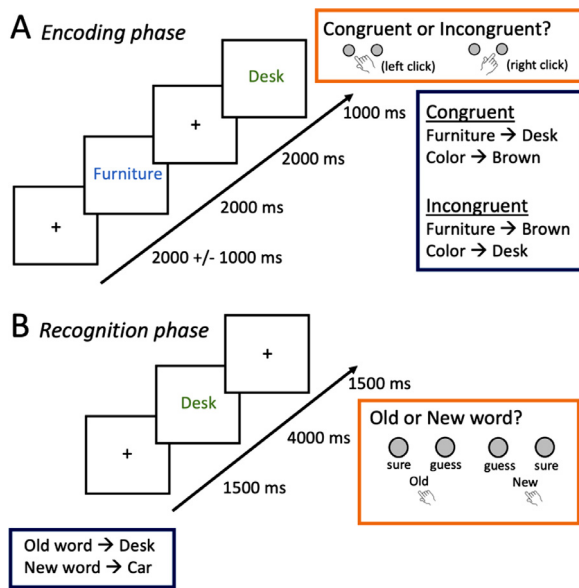 A Encoding phase
Congruent or Incongruent?
(left click) (right click)
Desk
+
Furniture
+
1000 ms
2000 ms
2000 ms
2000 +/- 1000 ms
Congruent
Furniture → Desk
Color → Brown
Incongruent
Furniture → Brown
Color → Desk
B Recognition phase
+
Desk
+
1500 ms
4000 ms
1500 ms
Old or New word?
sure guess guess sure
Old New
Old word → Desk
New word → Car